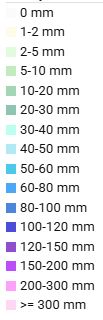 0 mm
1-2 mm
2-5 mm
5-10 mm
10-20 mm
20-30 mm
30-40 mm
40-50 mm
50-60 mm
60-80 mm
80-100 mm
100-120 mm
120-150 mm
150-200 mm
200-300 mm
>= 300 mm